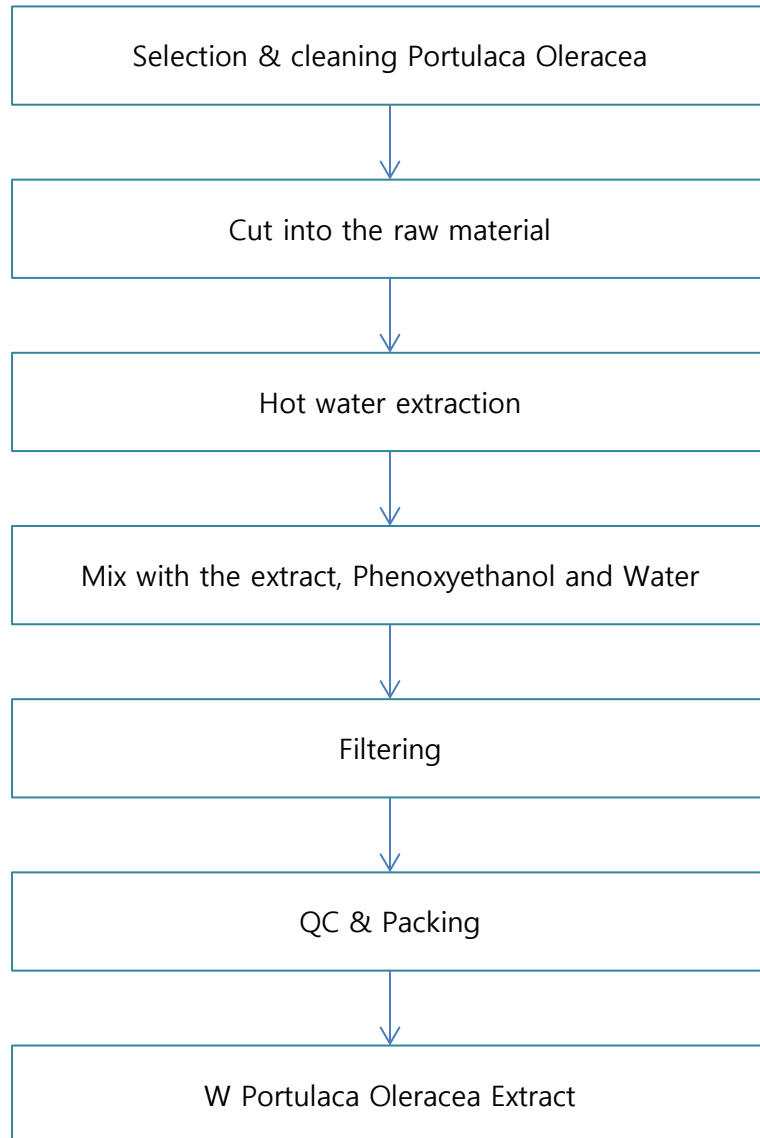 Selection & cleaning Portulaca Oleracea
Cut into the raw material
Hot water extraction
Mix with the extract, Phenoxyethanol and Water
Filtering
QC & Packing
W Portulaca Oleracea Extract